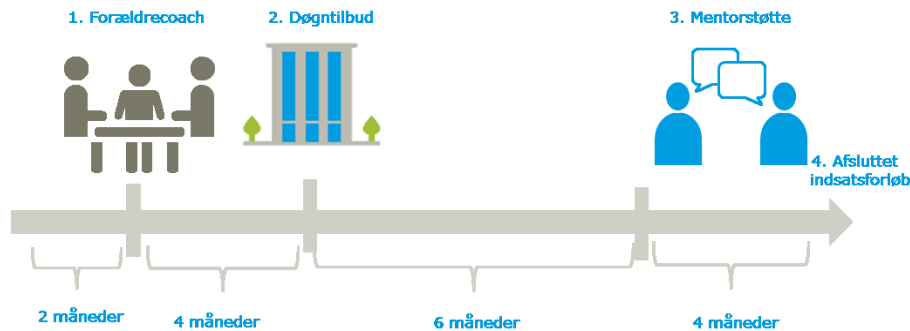 1. Forældrecoach
2. Døgntilbud
3. Mentorstøtte
4. Afsluttet
indsatsforløb
2 måneder
4 måneder
6 måneder
4 måneder